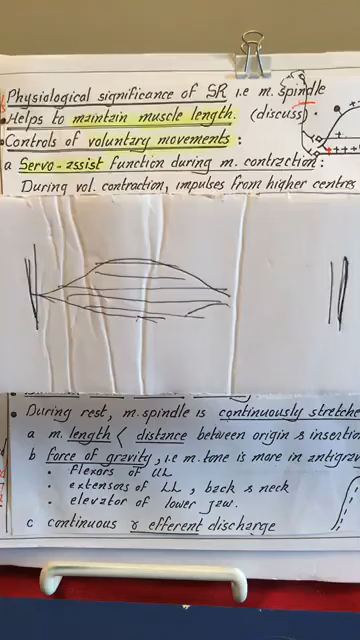 Physiological significance of SR i.e m. spindle
• Helps to maintain muscle length. (discuss).
• Controls of voluntary movements:
a Servo-assist function during m. contraction:
During vol. contraction, impulses from higher centres
• During rest, m. spindle is continuously stretche
a m. length < distance between origin & insertion
b force of gravity, i.e m. tone is more in antigrav
• flexors of UL
• extensors of LL, back & neck
• elevator of lower jaw.
c continuous γ efferent discharge